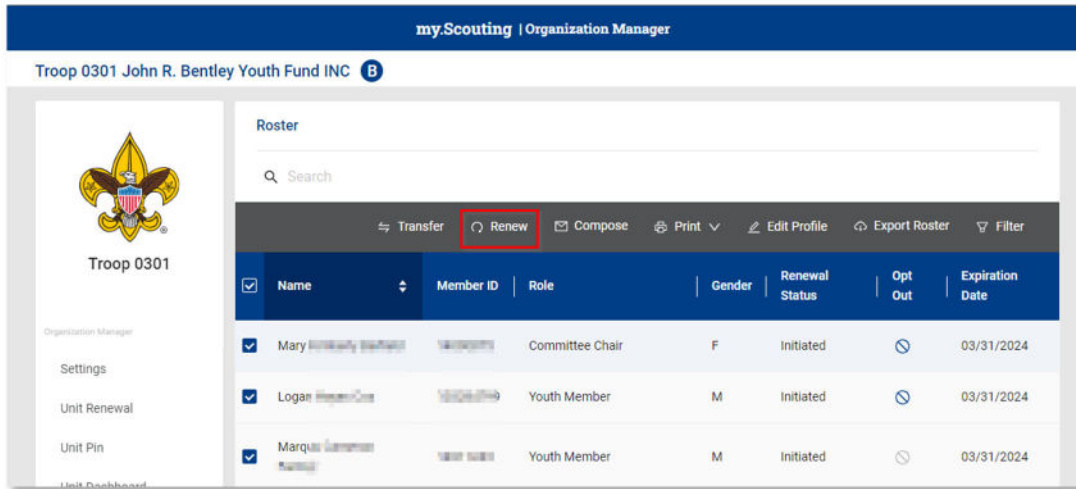 my.Scouting | Organization Manager
Troop 0301 John R. Bentley Youth Fund INC B
Troop 0301
Organization Manager
Settings
Unit Renewal
Unit Pin
Unit Dashboard
Roster
Search
Transfer Renew Compose Print Edit Profile Export Roster Filter
Name Member ID Role Gender Renewal Status Opt Out Expiration Date
Mary Committee Chair F Initiated 03/31/2024
Logan Youth Member M Initiated 03/31/2024
Marqus Youth Member M Initiated 03/31/2024